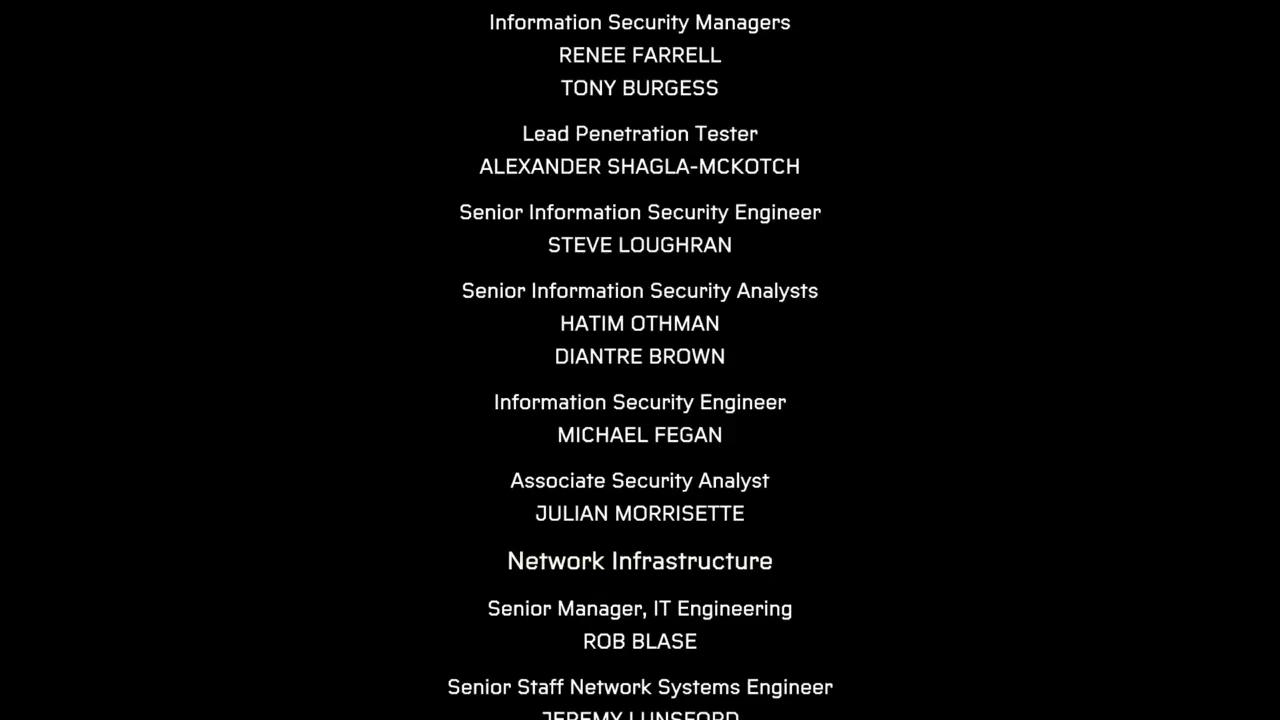 Information Security Managers
RENEE FARRELL
TONY BURGESS
Lead Penetration Tester
ALEXANDER SHAGLA-MCKOTCH
Senior Information Security Engineer
STEVE LOUGHRAN
Senior Information Security Analysts
HATIM OTHMAN
DIANTRE BROWN
Information Security Engineer
MICHAEL FEGAN
Associate Security Analyst
JULIAN MORRISETTE
Network Infrastructure
Senior Manager, IT Engineering
ROB BLASE
Senior Staff Network Systems Engineer
JEREMY LUNSFORD